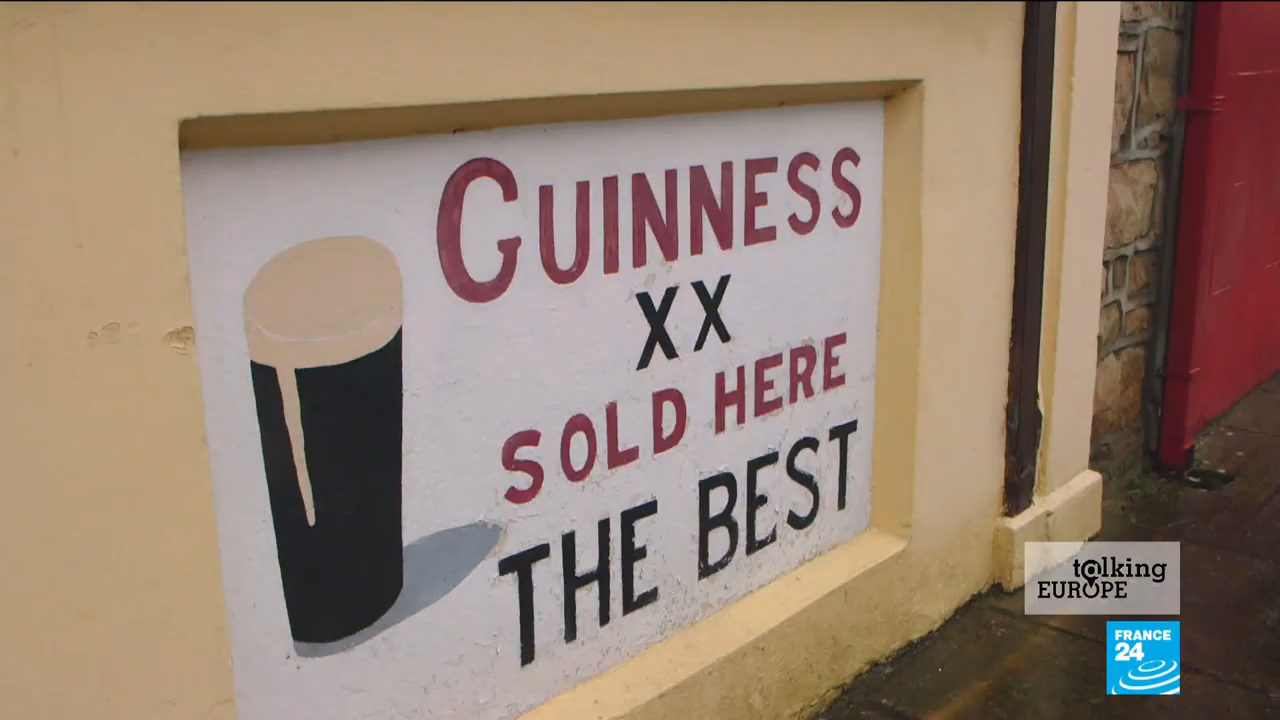 GUINNESS
XX
SOLD HERE
THE BEST
talking
EUROPE
FRANCE
24